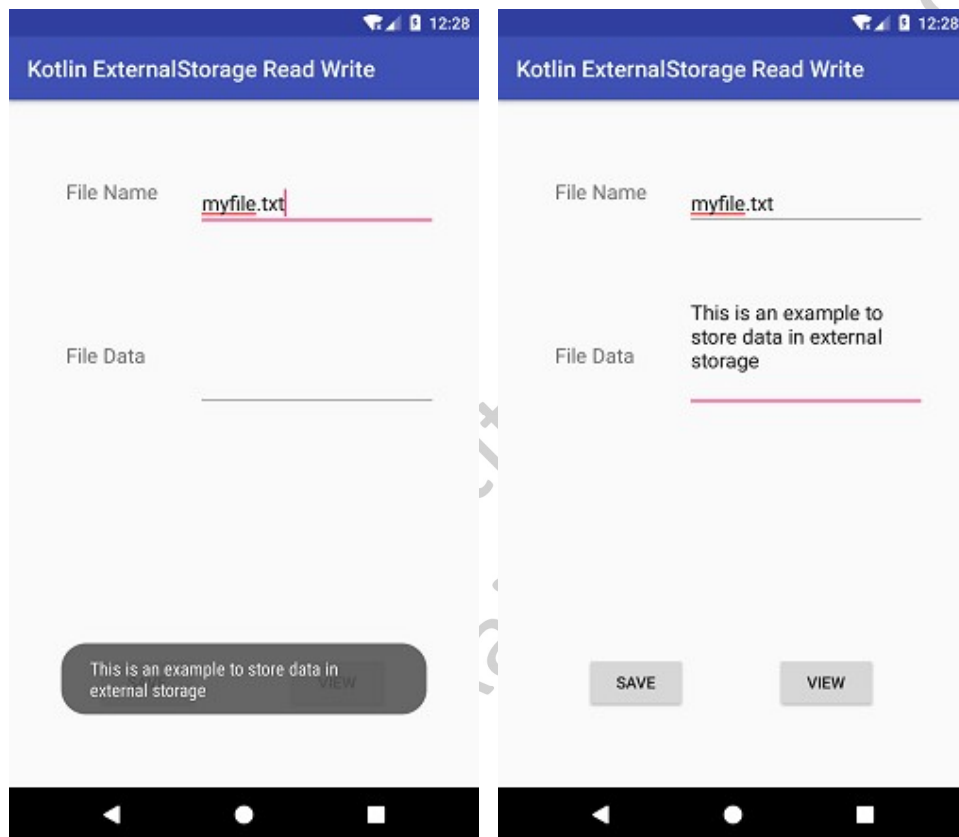 12:28
Kotlin ExternalStorage Read Write
File Name
myfile.txt
File Data
This is an example to store data in
external storage
12:28
Kotlin ExternalStorage Read Write
File Name
myfile.txt
This is an example to
store data in external
storage
File Data
SAVE
VIEW